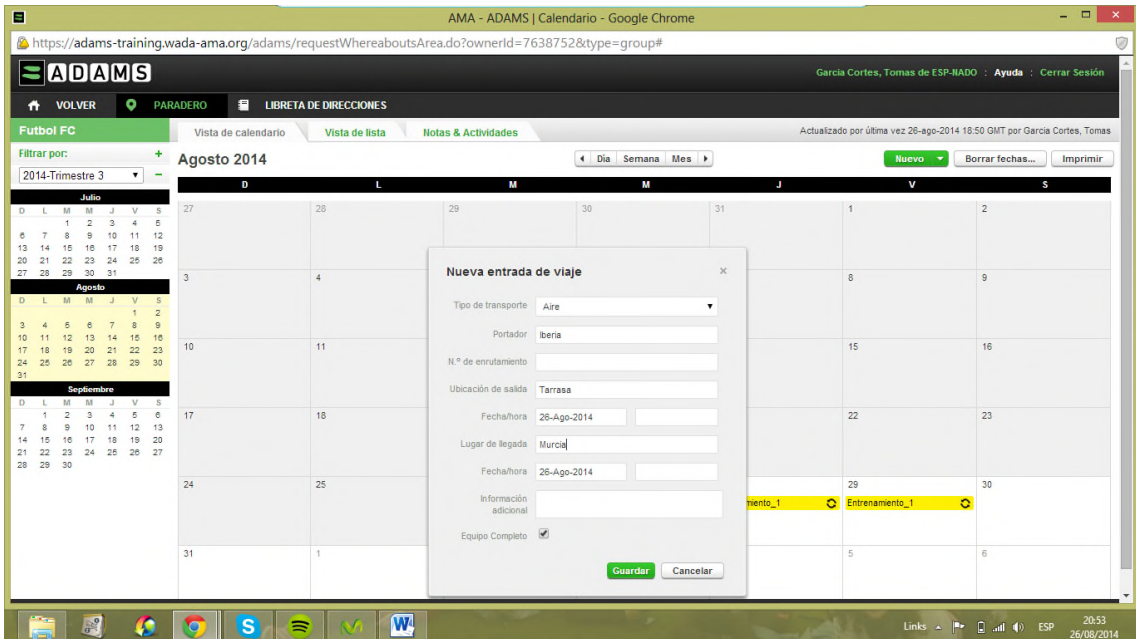 AMA - ADAMS | Calendario - Google Chrome
https://adams-training.wada-ama.org/adams/requestWhereaboutsArea.do?ownerId=7638752&type=group#
ADAMS
Garcia Cortes, Tomas de ESP-NADO : Ayuda : Cerrar Sesión
VOLVER PARADERO LIBRETA DE DIRECCIONES
Futbol FC
Vista de calendario Vista de lista Notas & Actividades
Actualizado por última vez 26-ago-2014 18:50 GMT por Garcia Cortes, Tomas
Filtrar por: +
2014-Trimestre 3 -
Agosto 2014
Día Semana Mes
Nuevo Borrar fechas... Imprimir
Julio
D L M M J V S
1 2 3 4 5
6 7 8 9 10 11 12
13 14 15 16 17 18 19
20 21 22 23 24 25 26
27 28 29 30 31
Agosto
D L M M J V S
1 2
3 4 5 6 7 8 9
10 11 12 13 14 15 16
17 18 19 20 21 22 23
24 25 26 27 28 29 30
31
Septiembre
D L M M J V S
1 2 3 4 5 6
7 8 9 10 11 12 13
14 15 16 17 18 19 20
21 22 23 24 25 26 27
28 29 30
D L M M J V S
27 28 29 30 31 1 2
3 4 8 9
10 11 15 16
17 18 22 23
24 25 29 30
miento_1 Entrenamiento_1
31 1 5 6
Nueva entrada de viaje ×
Tipo de transporte Aire
Portador Iberia
N.º de enrutamiento
Ubicación de salida Tarrasa
Fecha/hora 26-Ago-2014
Lugar de llegada Murcia
Fecha/hora 26-Ago-2014
Información
adicional
Equipo Completo
Guardar Cancelar
Links ESP 20:53
26/08/2014